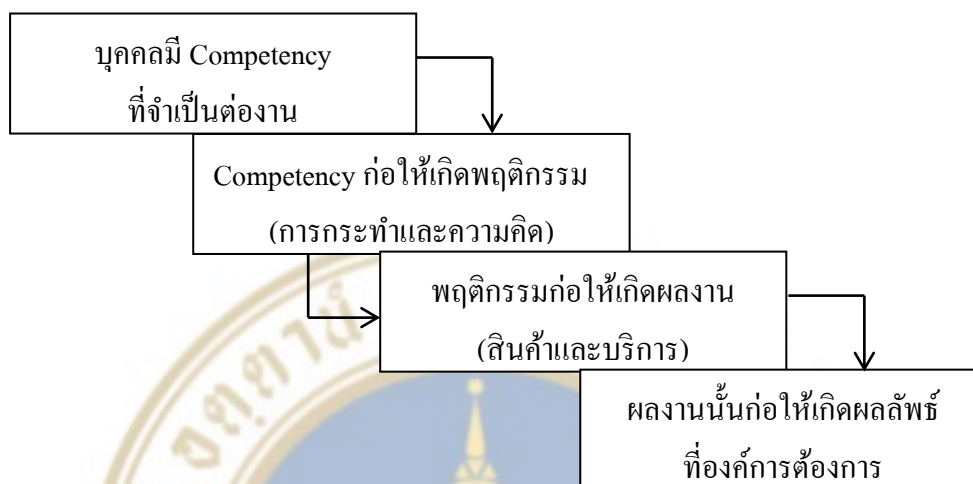 บุคคลมี Competency
ที่จำเป็นต่องาน
Competency ก่อให้เกิดพฤติกรรม
(การกระทำและความคิด)
พฤติกรรมก่อให้เกิดผลงาน
(สินค้าและบริการ)
ผลงานนั้นก่อให้เกิดผลลัพธ์
ที่องค์การต้องการ